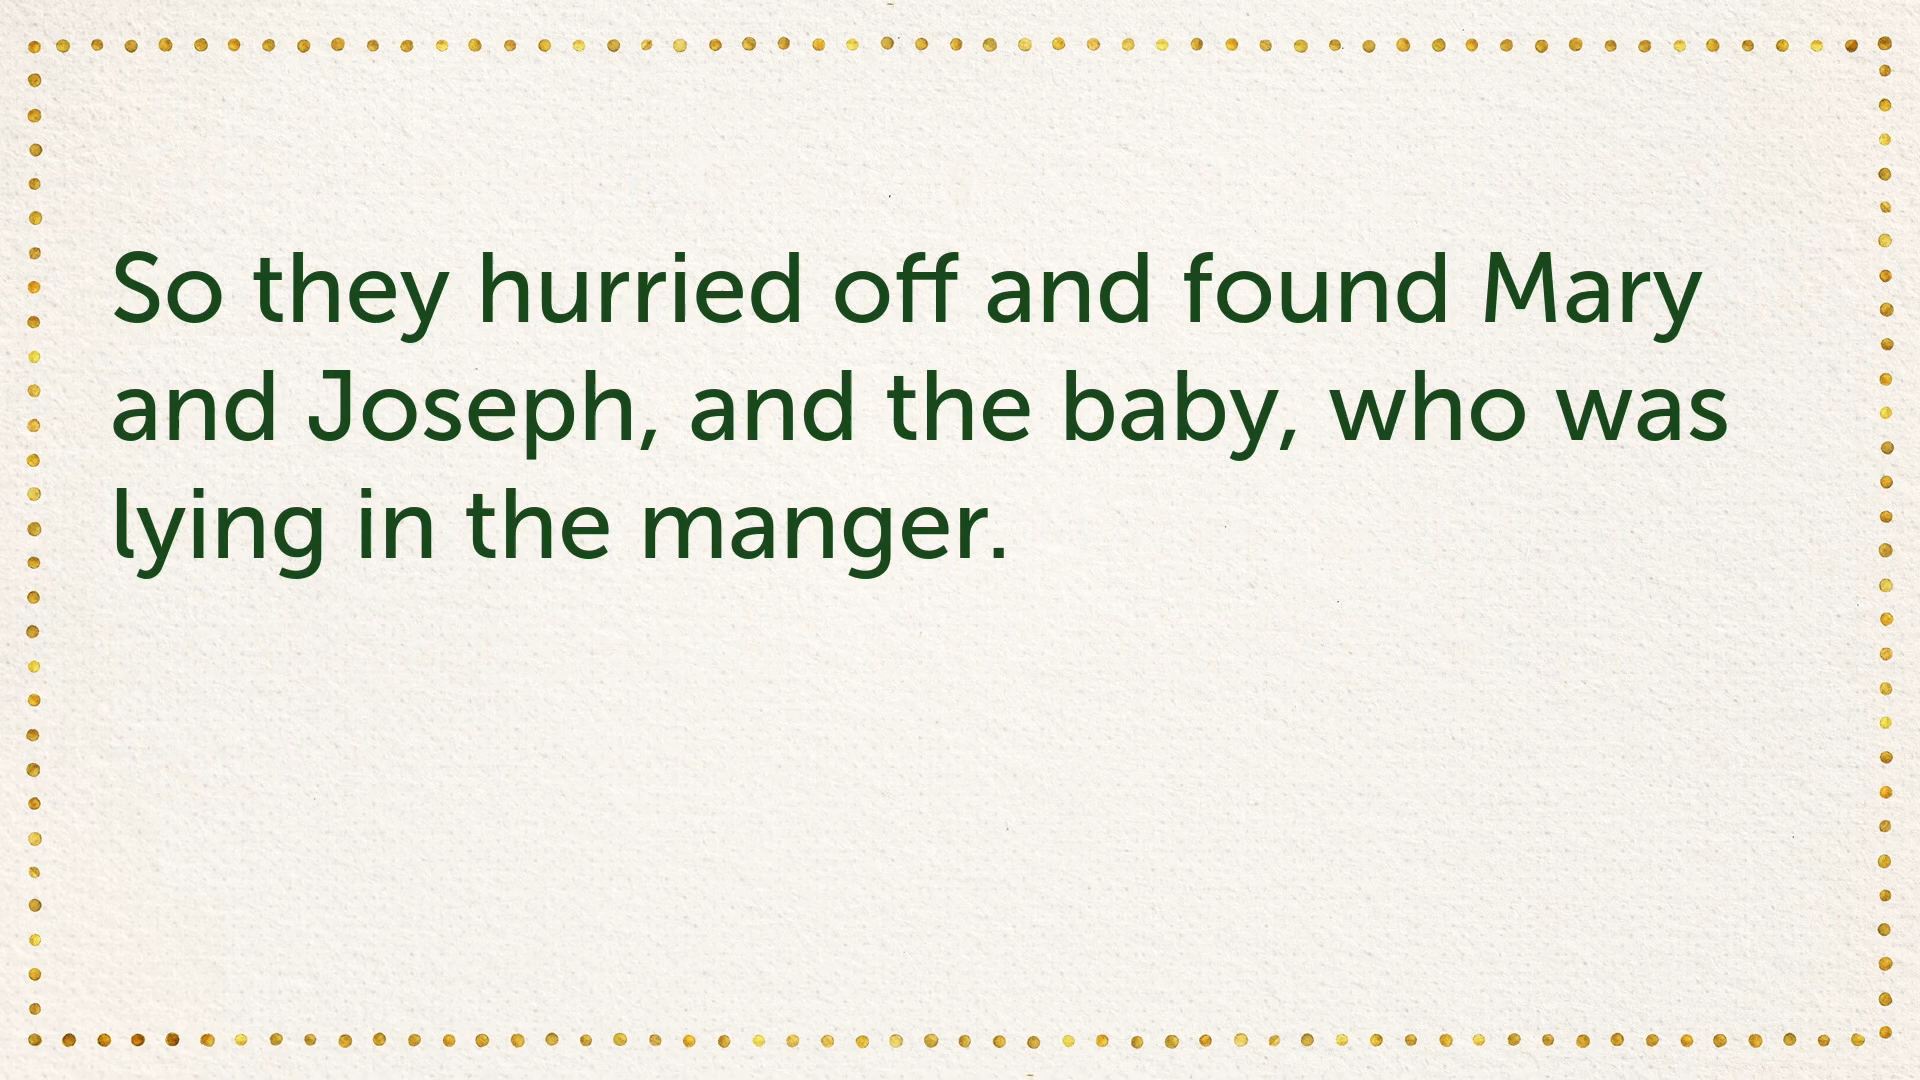 So they hurried off and found Mary
and Joseph, and the baby, who was
lying in the manger.